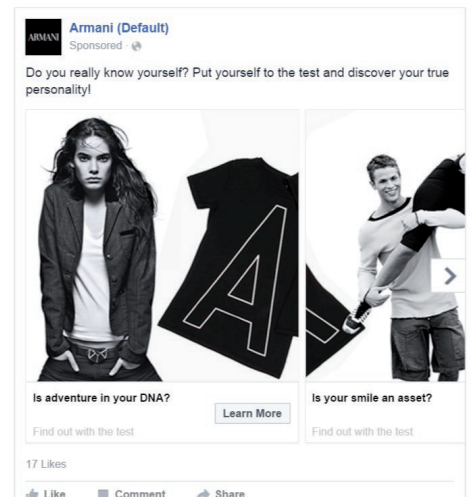 ARMANI
Armani (Default)
Sponsored ·
Do you really know yourself? Put yourself to the test and discover your true
personality!
A
Is adventure in your DNA?
Learn More
Find out with the test
Is your smile an asset?
Find out with the test
17 Likes
Like Comment Share